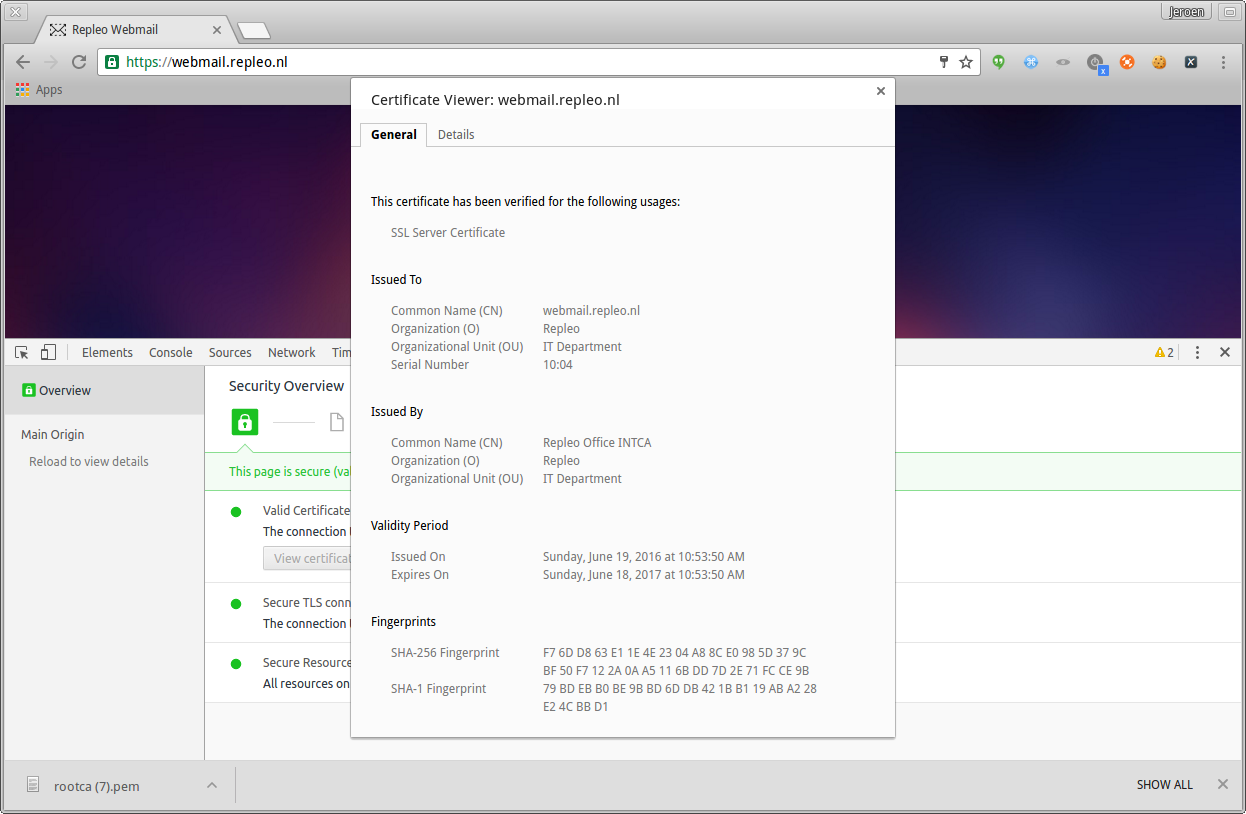 Jeroen
Repleo Webmail
https://webmail.repleo.nl
x
X
Apps
Certificate Viewer: webmail.repleo.nl
General Details
This certificate has been verified for the following usages:
SSL Server Certificate
Issued To
Common Name (CN) webmail.repleo.nl
Organization (O) Repleo
Organizational Unit (OU) IT Department
Serial Number 10:04
Issued By
Common Name (CN) Repleo Office INTCA
Organization (O) Repleo
Organizational Unit (OU) IT Department
Validity Period
Issued On Sunday, June 19, 2016 at 10:53:50 AM
Expires On Sunday, June 18, 2017 at 10:53:50 AM
Fingerprints
SHA-256 Fingerprint F7 6D D8 63 E1 1E 4E 23 04 A8 8C E0 98 5D 37 9C
BF 50 F7 12 2A 0A A5 11 6B DD 7D 2E 71 FC CE 9B
SHA-1 Fingerprint 79 BD EB B0 BE 9B BD 6D DB 42 1B B1 19 AB A2 28
E2 4C BB D1
Elements Console Sources Network Tim
2
Overview
Main Origin
Reload to view details
Security Overview
This page is secure (val
Valid Certificate
The connection
View certificat
Secure TLS conn
The connection
Secure Resource
All resources on
rootca (7).pem
SHOW ALL